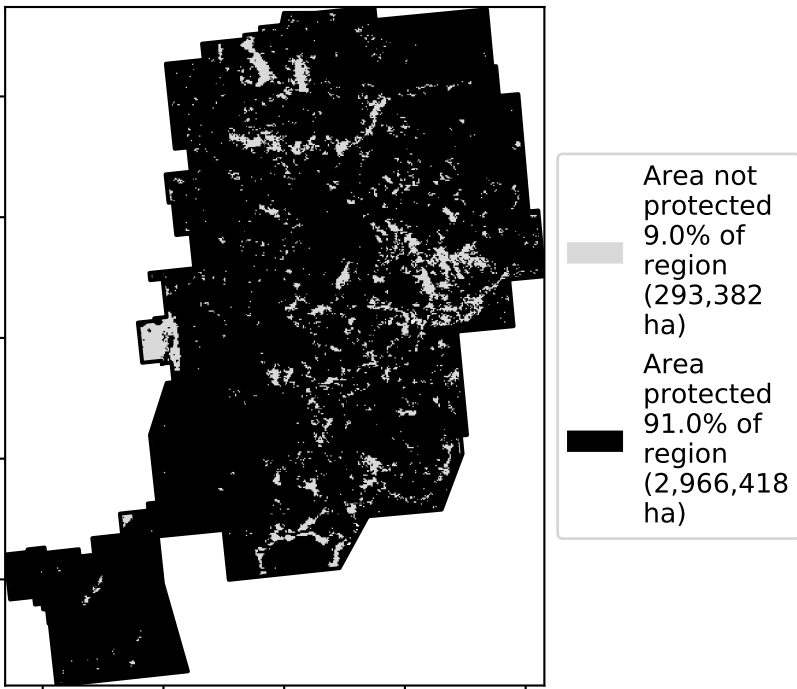 Area not
protected
9.0% of
region
(293,382
ha)
Area
protected
91.0% of
region
(2,966,418
ha)